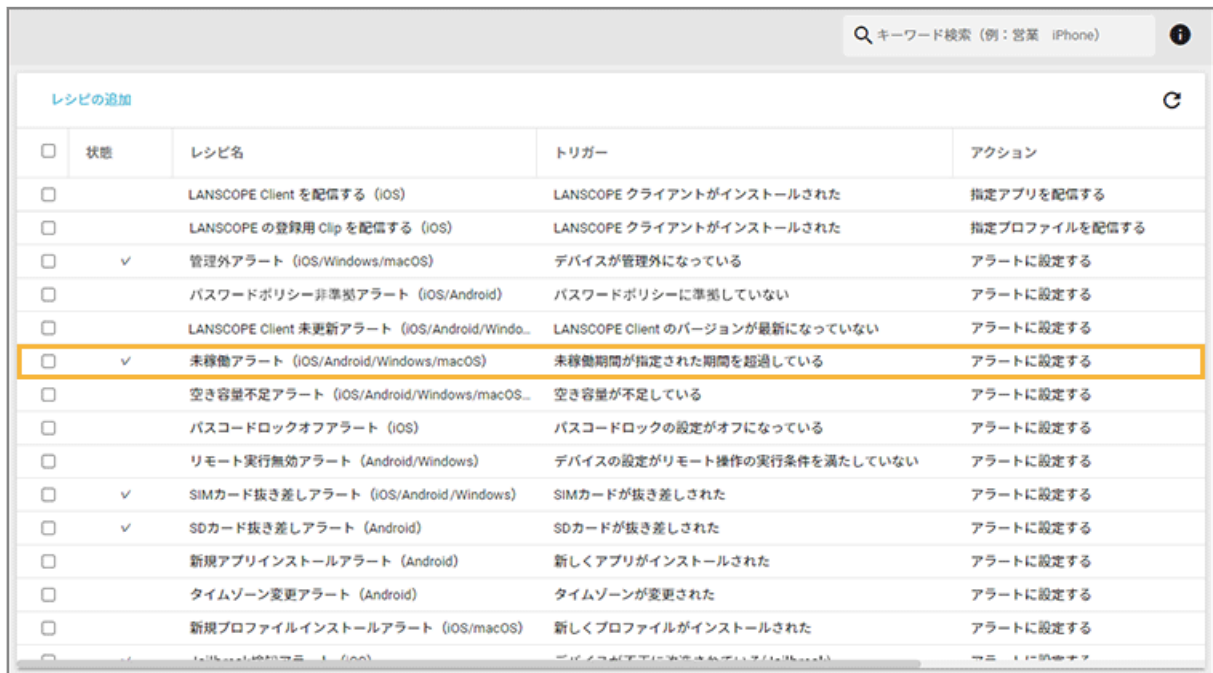 キーワード検索（例：営業　iPhone）
レシピの追加
状態 レシピ名 トリガー アクション
LANSCOPE Client を配信する（iOS） LANSCOPE クライアントがインストールされた 指定アプリを配信する
LANSCOPE の登録用 Clip を配信する（iOS） LANSCOPE クライアントがインストールされた 指定プロファイルを配信する
管理外アラート（iOS/Windows/macOS） デバイスが管理外になっている アラートに設定する
パスワードポリシー非準拠アラート（iOS/Android） パスワードポリシーに準拠していない アラートに設定する
LANSCOPE Client 未更新アラート（iOS/Android/Windo... LANSCOPE Client のバージョンが最新になっていない アラートに設定する
未稼働アラート（iOS/Android/Windows/macOS） 未稼働期間が指定された期間を超過している アラートに設定する
空き容量不足アラート（iOS/Android/Windows/macOS... 空き容量が不足している アラートに設定する
パスコードロックオフアラート（iOS） パスコードロックの設定がオフになっている アラートに設定する
リモート実行無効アラート（Android/Windows） デバイスの設定がリモート操作の実行条件を満たしていない アラートに設定する
SIMカード抜き差しアラート（iOS/Android/Windows） SIMカードが抜き差しされた アラートに設定する
SDカード抜き差しアラート（Android） SDカードが抜き差しされた アラートに設定する
新規アプリインストールアラート（Android） 新しくアプリがインストールされた アラートに設定する
タイムゾーン変更アラート（Android） タイムゾーンが変更された アラートに設定する
新規プロファイルインストールアラート（iOS/macOS） 新しくプロファイルがインストールされた アラートに設定する